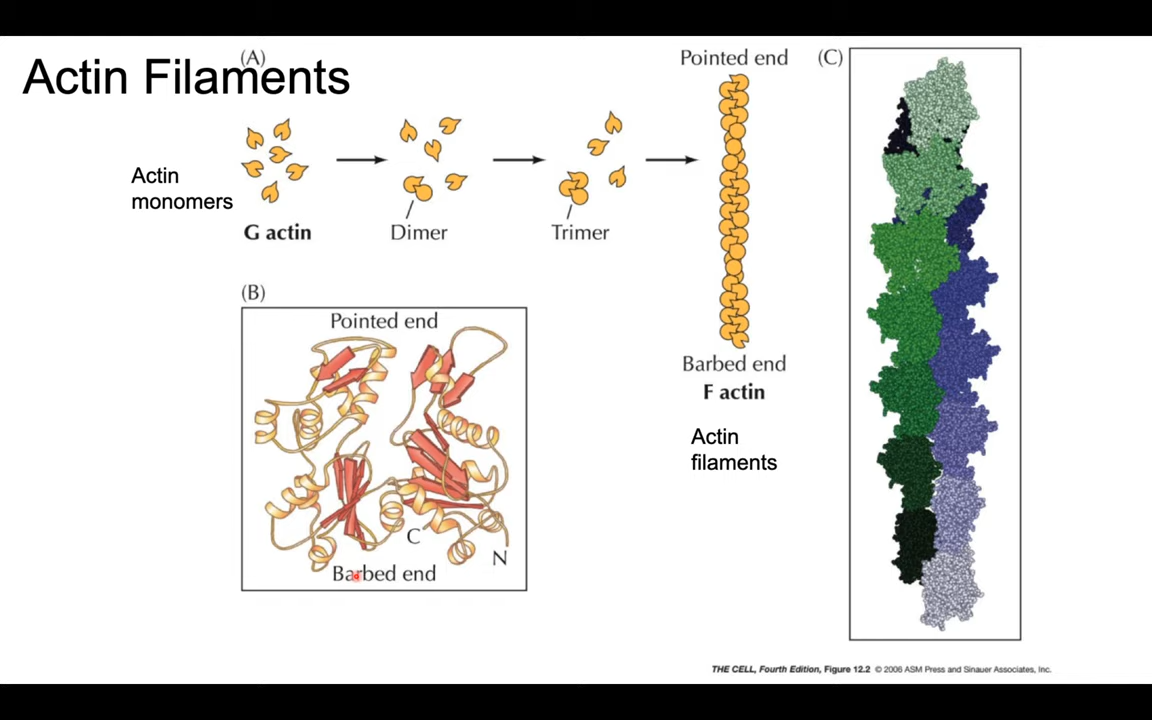 (A)
Actin Filaments
Actin
monomers
G actin
Dimer
Trimer
Pointed end
Barbed end
F actin
Actin
filaments
(B)
Pointed end
C
N
Barbed end
(C)
THE CELL, Fourth Edition, Figure 12.2 © 2006 ASM Press and Sinauer Associates, Inc.